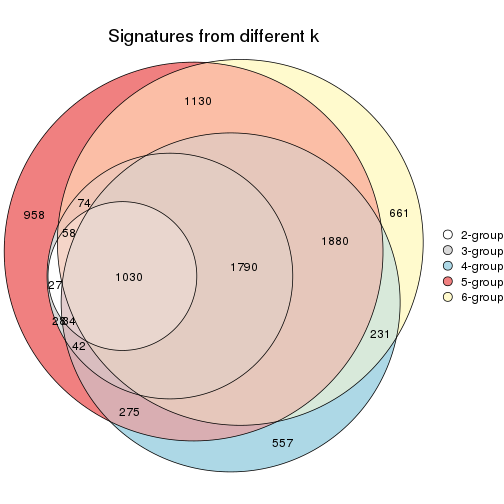 Signatures from different k
1130
74
958
661
58
1880
1790
1030
27
34
231
42
275
557
2-group
3-group
4-group
5-group
6-group